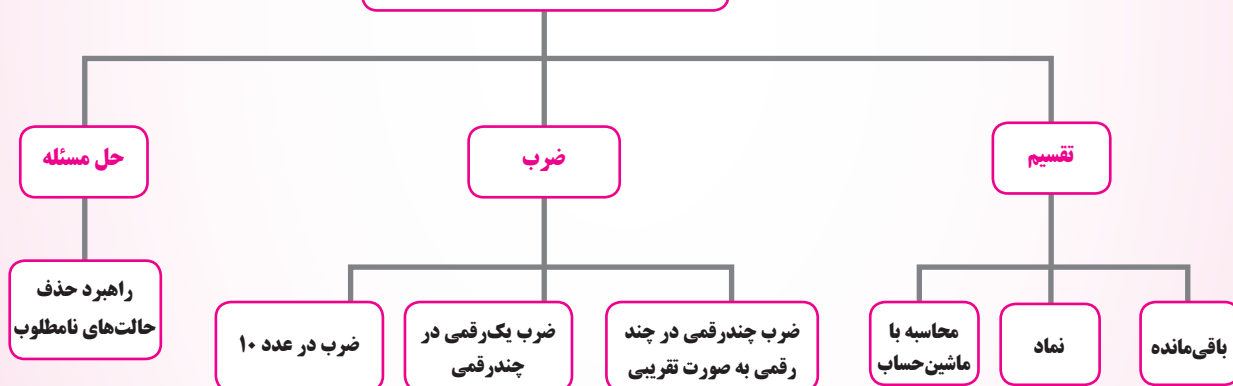 تقسیم
ضرب
حل مسئله
باقی‌مانده
نماد
محاسبه با
ماشین‌حساب
ضرب چندرقمی در چند
رقمی به صورت تقریبی
ضرب یک‌رقمی در
چندرقمی
ضرب در عدد ۱۰
راهبرد حذف
حالت‌های نامطلوب